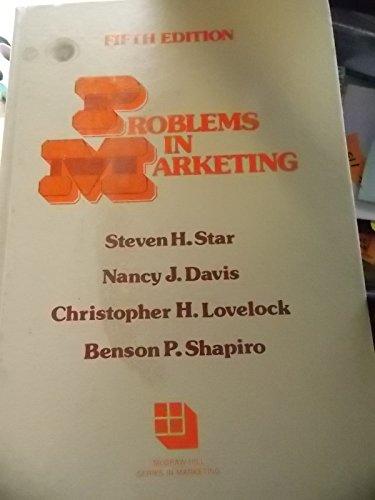 FIFTH EDITION
PROBLEMS
IN
MARKETING
Steven H. Star
Nancy J. Davis
Christopher H. Lovelock
Benson P. Shapiro
MCGRAW-HILL
SERIES IN MARKETING